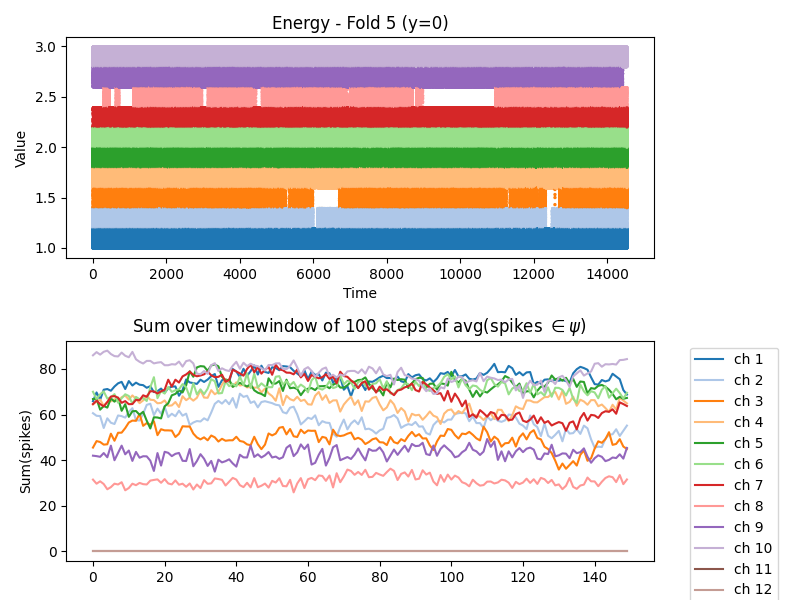 Energy - Fold 5 (y=0)
3.0
2.5
2.0
1.5
1.0
Value
0 2000 4000 6000 8000 10000 12000 14000
Time
Sum over timewindow of 100 steps of avg(spikes ∈ ψ)
80
60
40
20
0
Sum(spikes)
0 20 40 60 80 100 120 140
ch 1
ch 2
ch 3
ch 4
ch 5
ch 6
ch 7
ch 8
ch 9
ch 10
ch 11
ch 12